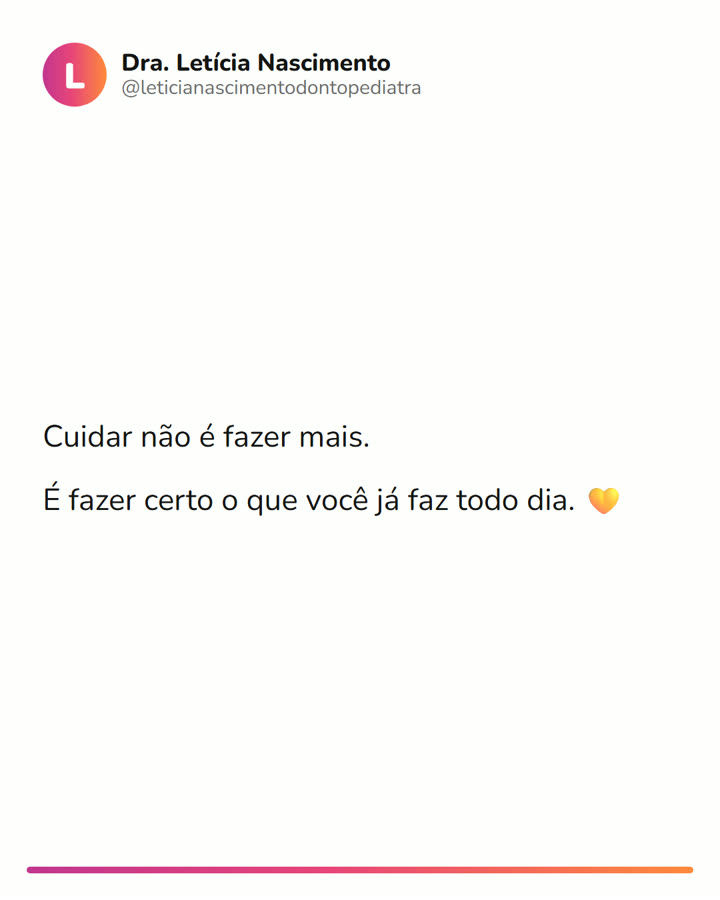 L
Dra. Letícia Nascimento
@leticianascimentodontopediatra
Cuidar não é fazer mais.
É fazer certo o que você já faz todo dia. 💛